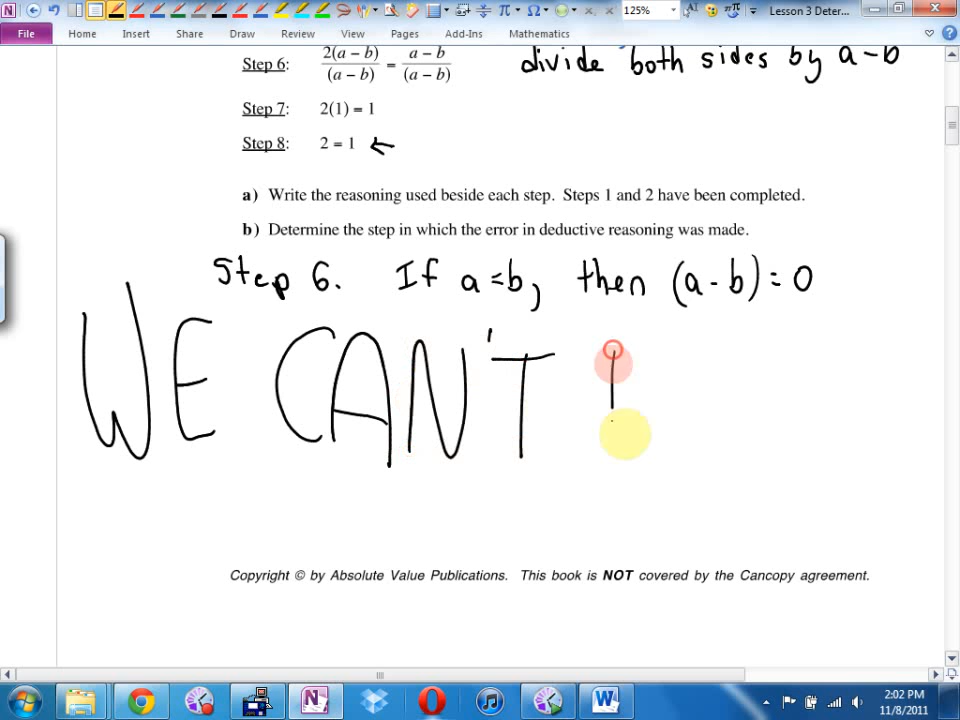 125%
Lesson 3 Deter...
File Home Insert Share Draw Review View Pages Add-Ins Mathematics
Step 6: 2(a – b) / (a – b) = a – b / (a – b) divide both sides by a – b
Step 7: 2(1) = 1
Step 8: 2 = 1 ←
a) Write the reasoning used beside each step. Steps 1 and 2 have been completed.
b) Determine the step in which the error in deductive reasoning was made.
Step 6. If a = b, then (a - b) = 0
WE CAN'T
Copyright © by Absolute Value Publications. This book is NOT covered by the Cancopy agreement.
2:02 PM
11/8/2011